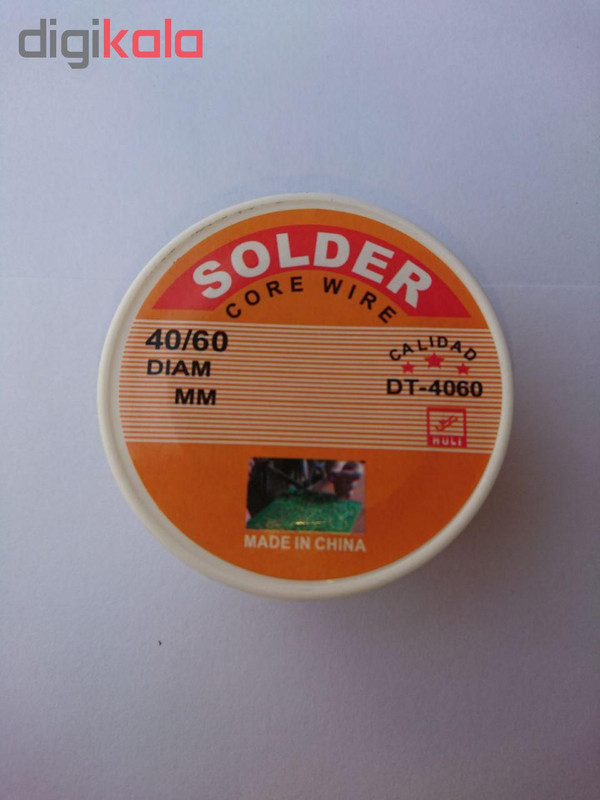 digikala
SOLDER
CORE WIRE
40/60
DIAM
MM
CALIDAD
DT-4060
HULI
MADE IN CHINA